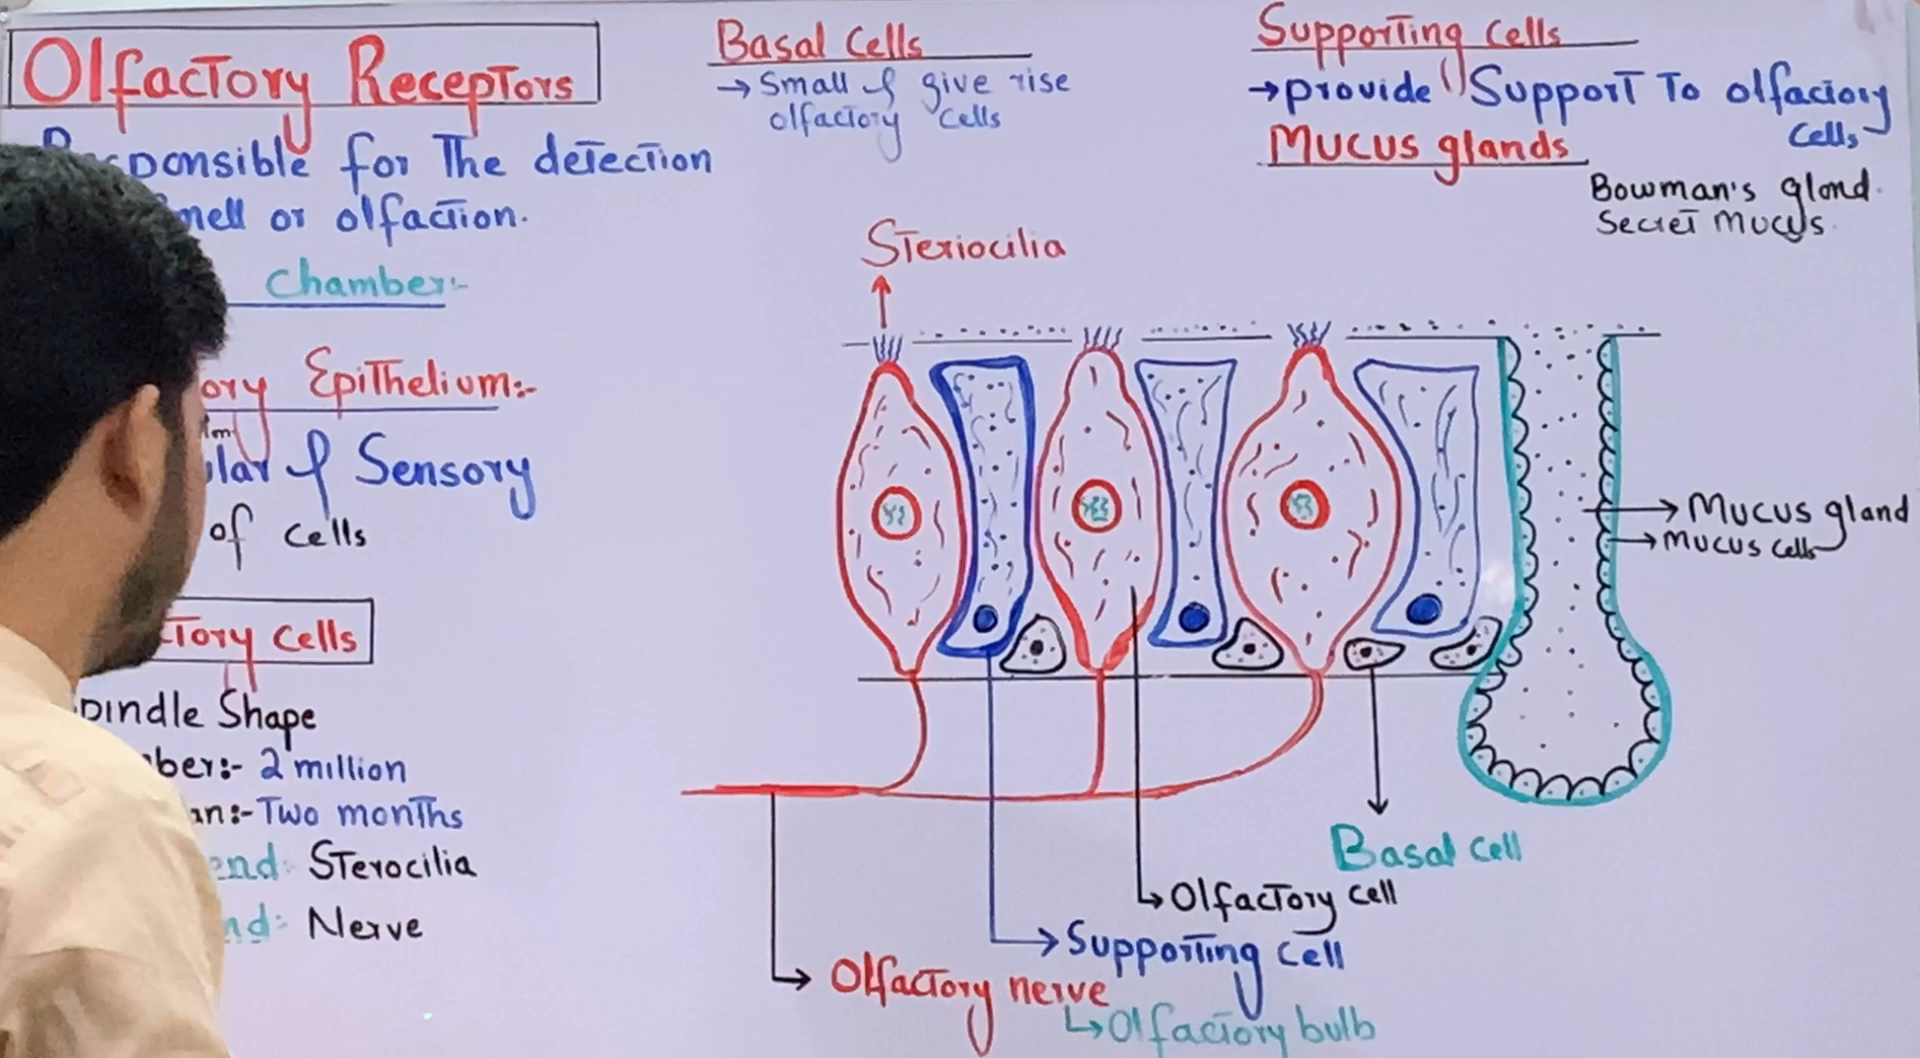 Olfactory Receptors
Responsible for The detection
smell or olfaction.
Chamber:-
ory Epithelium:-
ular & Sensory
of cells
Tory cells
pindle Shape
ber:- 2 million
an:- Two months
end: Sterocilia
nd: Nerve
Basal Cells
→ Small & give rise
olfactory cells
Supporting cells
→ provide Support To olfactory
cells
Mucus glands
Bowman's gland.
Secret Mucus.
Steriocilia
→ Mucus gland
→ Mucus cells
Basal cell
Olfactory cell
Supporting cell
Olfactory nerve
Olfactory bulb